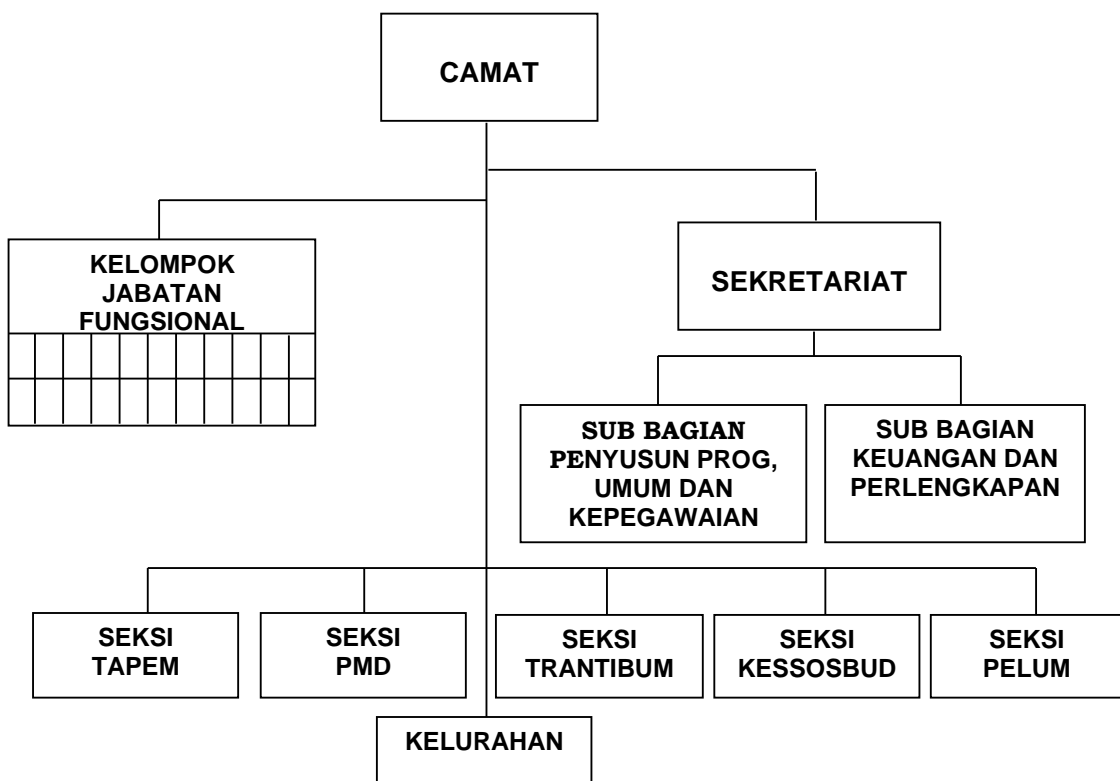 CAMAT
KELOMPOK
JABATAN
FUNGSIONAL
SEKRETARIAT
SUB BAGIAN
PENYUSUN PROG,
UMUM DAN
KEPEGAWAIAN
SUB BAGIAN
KEUANGAN DAN
PERLENGKAPAN
SEKSI
TAPEM
SEKSI
PMD
SEKSI
TRANTIBUM
SEKSI
KESSOSBUD
SEKSI
PELUM
KELURAHAN